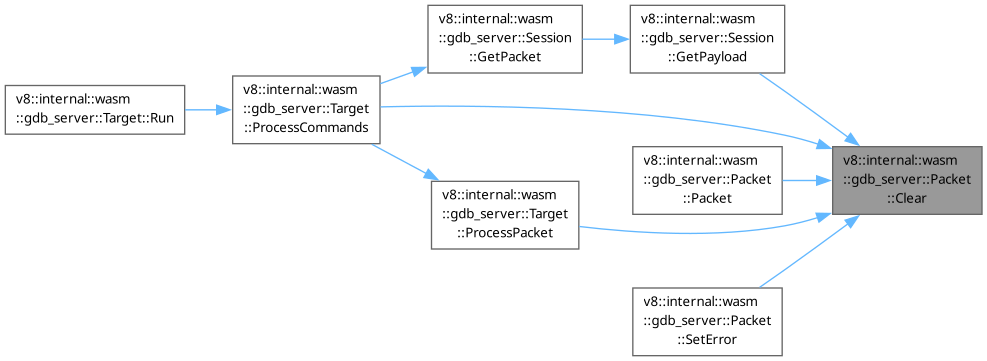 v8::internal::wasm
::gdb_server::Target::Run
v8::internal::wasm
::gdb_server::Target
::ProcessCommands
v8::internal::wasm
::gdb_server::Session
::GetPacket
v8::internal::wasm
::gdb_server::Session
::GetPayload
v8::internal::wasm
::gdb_server::Target
::ProcessPacket
v8::internal::wasm
::gdb_server::Packet
::Packet
v8::internal::wasm
::gdb_server::Packet
::SetError
v8::internal::wasm
::gdb_server::Packet
::Clear